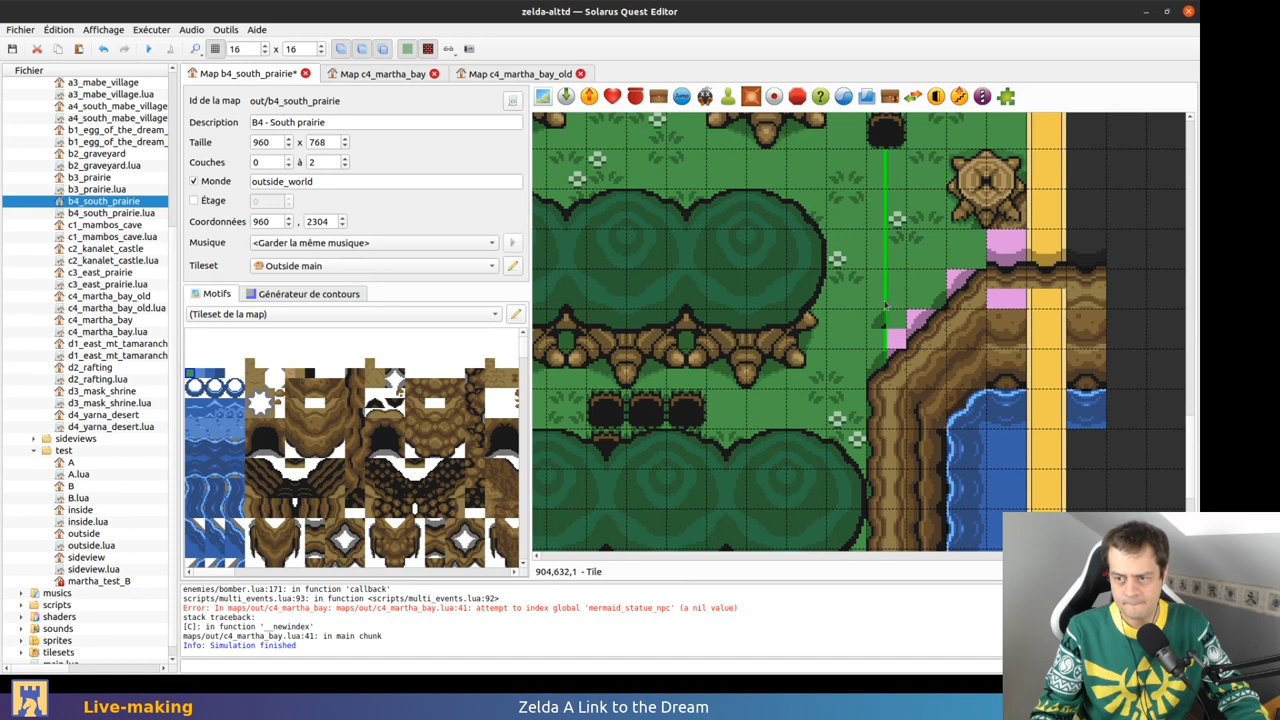 zelda-alttd — Solarus Quest Editor
Fichier Édition Affichage Exécuter Audio Outils Aide
16 x 16
Fichier
a3_mabe_village
a3_mabe_village.lua
a4_south_mabe_village
a4_south_mabe_village
b1_egg_of_the_dream_
b1_egg_of_the_dream_
b2_graveyard
b2_graveyard.lua
b3_prairie
b3_prairie.lua
b4_south_prairie
b4_south_prairie.lua
c1_mambos_cave
c1_mambos_cave.lua
c2_kanalet_castle
c2_kanalet_castle.lua
c3_east_prairie
c3_east_prairie.lua
c4_martha_bay_old
c4_martha_bay_old.lua
c4_martha_bay
c4_martha_bay.lua
d1_east_mt_tamaranch
d1_east_mt_tamaranch
d2_rafting
d2_rafting.lua
d3_mask_shrine
d3_mask_shrine.lua
d4_yarna_desert
d4_yarna_desert.lua
sideviews
test
A
A.lua
B
B.lua
inside
inside.lua
outside
outside.lua
sideview
sideview.lua
martha_test_B
musics
scripts
shaders
sounds
sprites
tilesets
Map b4_south_prairie* Map c4_martha_bay Map c4_martha_bay_old
Id de la map out/b4_south_prairie
Description B4 - South prairie
Taille 960 x 768
Couches 0 à 2
Monde outside_world
Étage 0
Coordonnées 960 , 2304
Musique <Garder la même musique>
Tileset Outside main
Motifs Générateur de contours
(Tileset de la map)
904,632,1 - Tile
enemies/bomber.lua:171: in function 'callback'
scripts/multi_events.lua:93: in function <scripts/multi_events.lua:92>
Error: In maps/out/c4_martha_bay: maps/out/c4_martha_bay.lua:41: attempt to index global 'mermaid_statue_npc' (a nil value)
stack traceback:
[C]: in function '__newindex'
maps/out/c4_martha_bay.lua:41: in main chunk
Info: Simulation finished
Live-making
Zelda A Link to the Dream